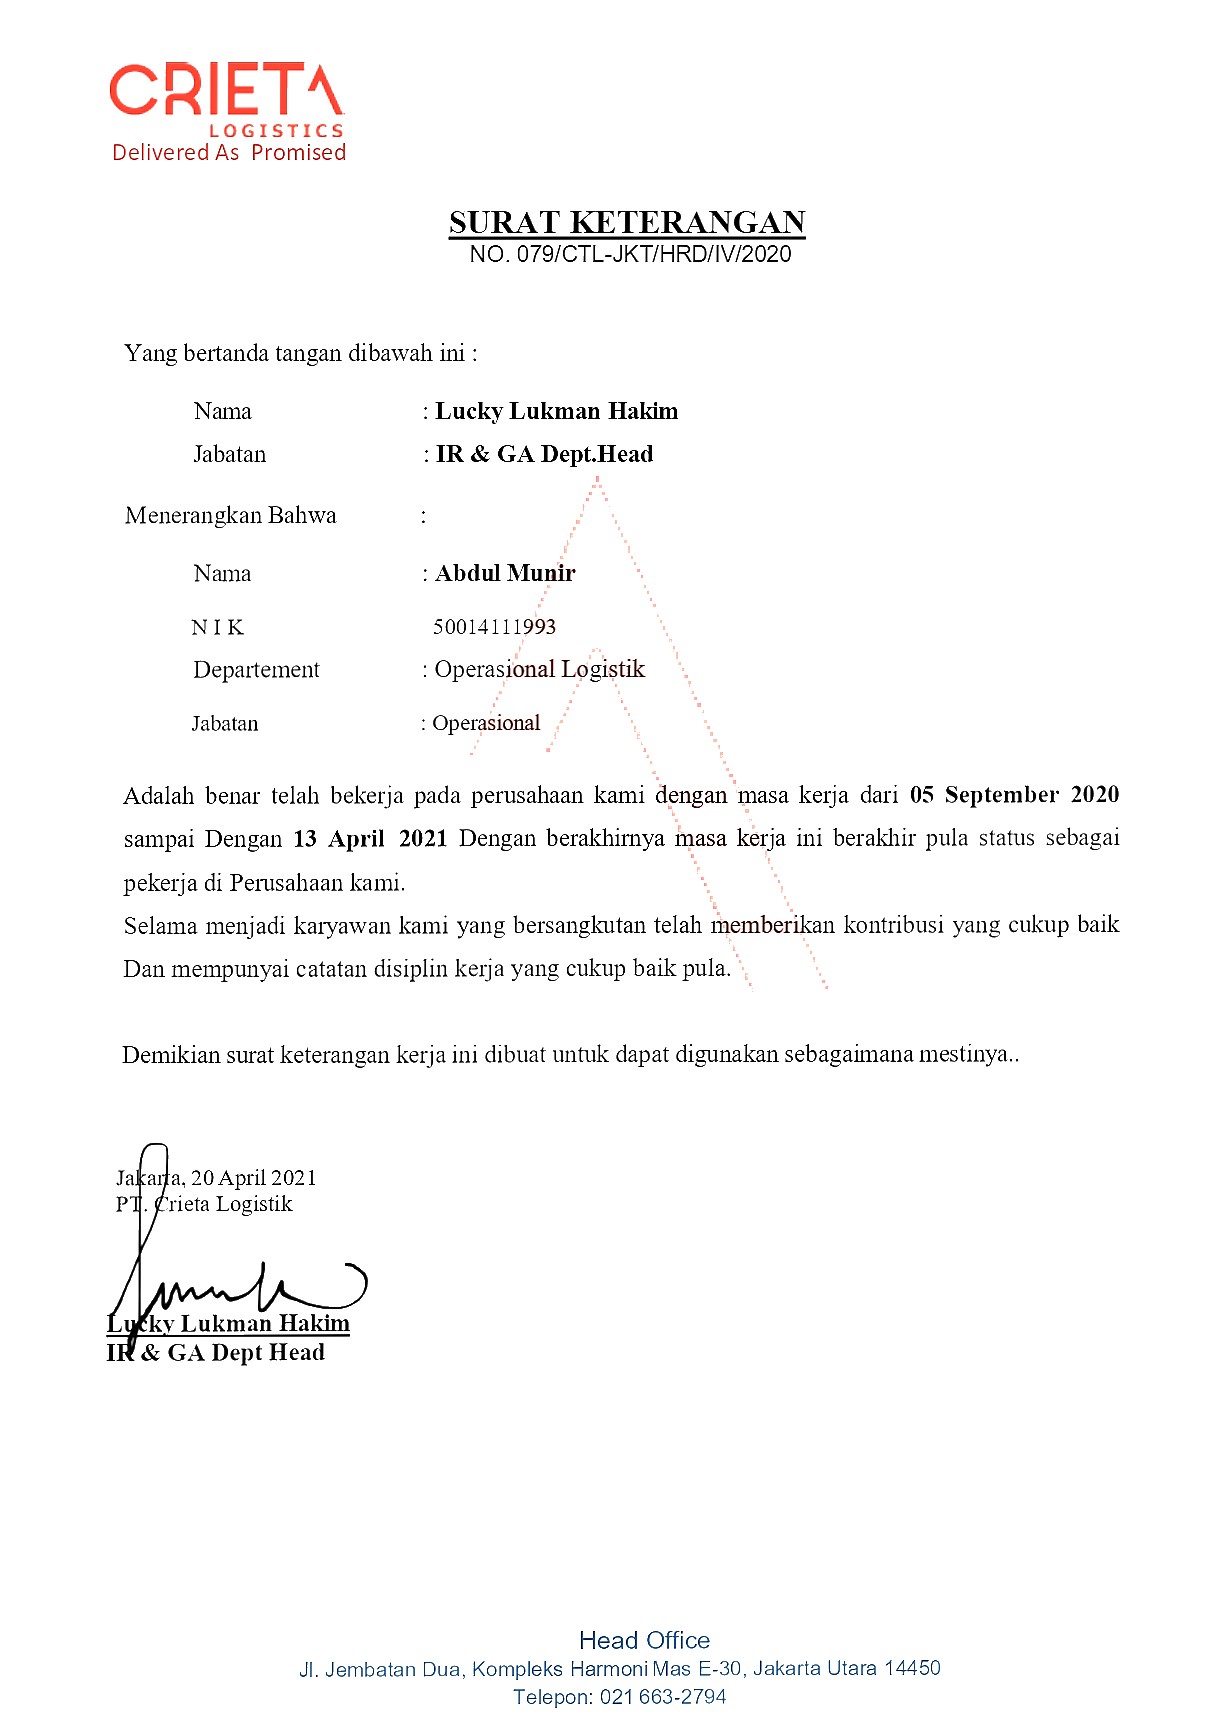 CRIETA
LOGISTICS
Delivered As Promised
SURAT KETERANGAN
NO. 079/CTL-JKT/HRD/IV/2020
Yang bertanda tangan dibawah ini :
Nama : Lucky Lukman Hakim
Jabatan : IR & GA Dept.Head
Menerangkan Bahwa :
Nama : Abdul Munir
N I K 50014111993
Departement : Operasional Logistik
Jabatan : Operasional
Adalah benar telah bekerja pada perusahaan kami dengan masa kerja dari 05 September 2020
sampai Dengan 13 April 2021 Dengan berakhirnya masa kerja ini berakhir pula status sebagai
pekerja di Perusahaan kami.
Selama menjadi karyawan kami yang bersangkutan telah memberikan kontribusi yang cukup baik
Dan mempunyai catatan disiplin kerja yang cukup baik pula.
Demikian surat keterangan kerja ini dibuat untuk dapat digunakan sebagaimana mestinya..
Jakarta, 20 April 2021
PT. Crieta Logistik
Lucky Lukman Hakim
IR & GA Dept Head
Head Office
Jl. Jembatan Dua, Kompleks Harmoni Mas E-30, Jakarta Utara 14450
Telepon: 021 663-2794